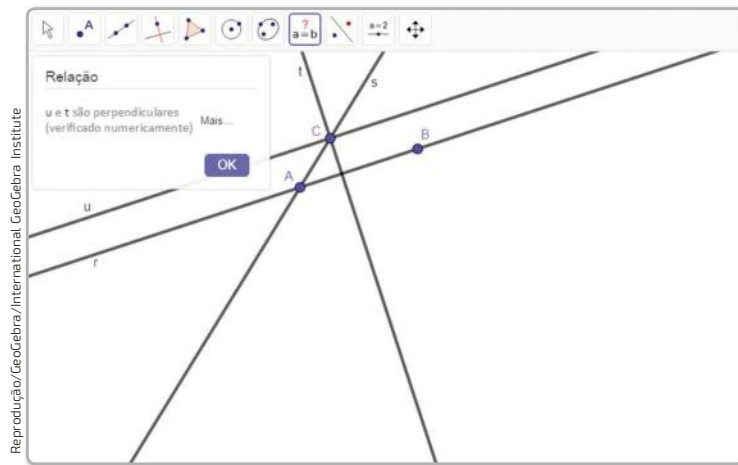 A
?
a=b
a=2
Relação
u e t são perpendiculares
(verificado numericamente)
Mais...
OK
t
s
C
B
A
u
r
Reprodução/GeoGebra/International GeoGebra Institute